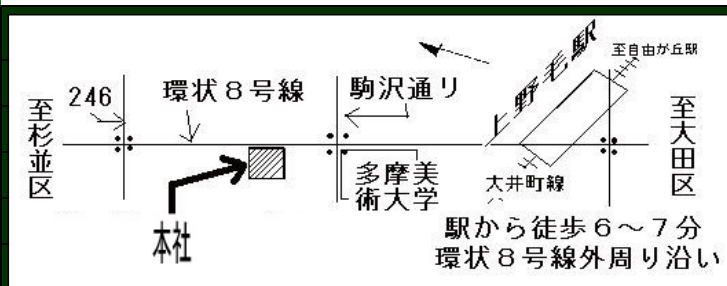 至杉並区
246
環状8号線
駒沢通り
上野毛駅
至自由が丘駅
至大田区
多摩美
術大学
大井町線
本社
駅から徒歩6～7分
環状8号線外周り沿い